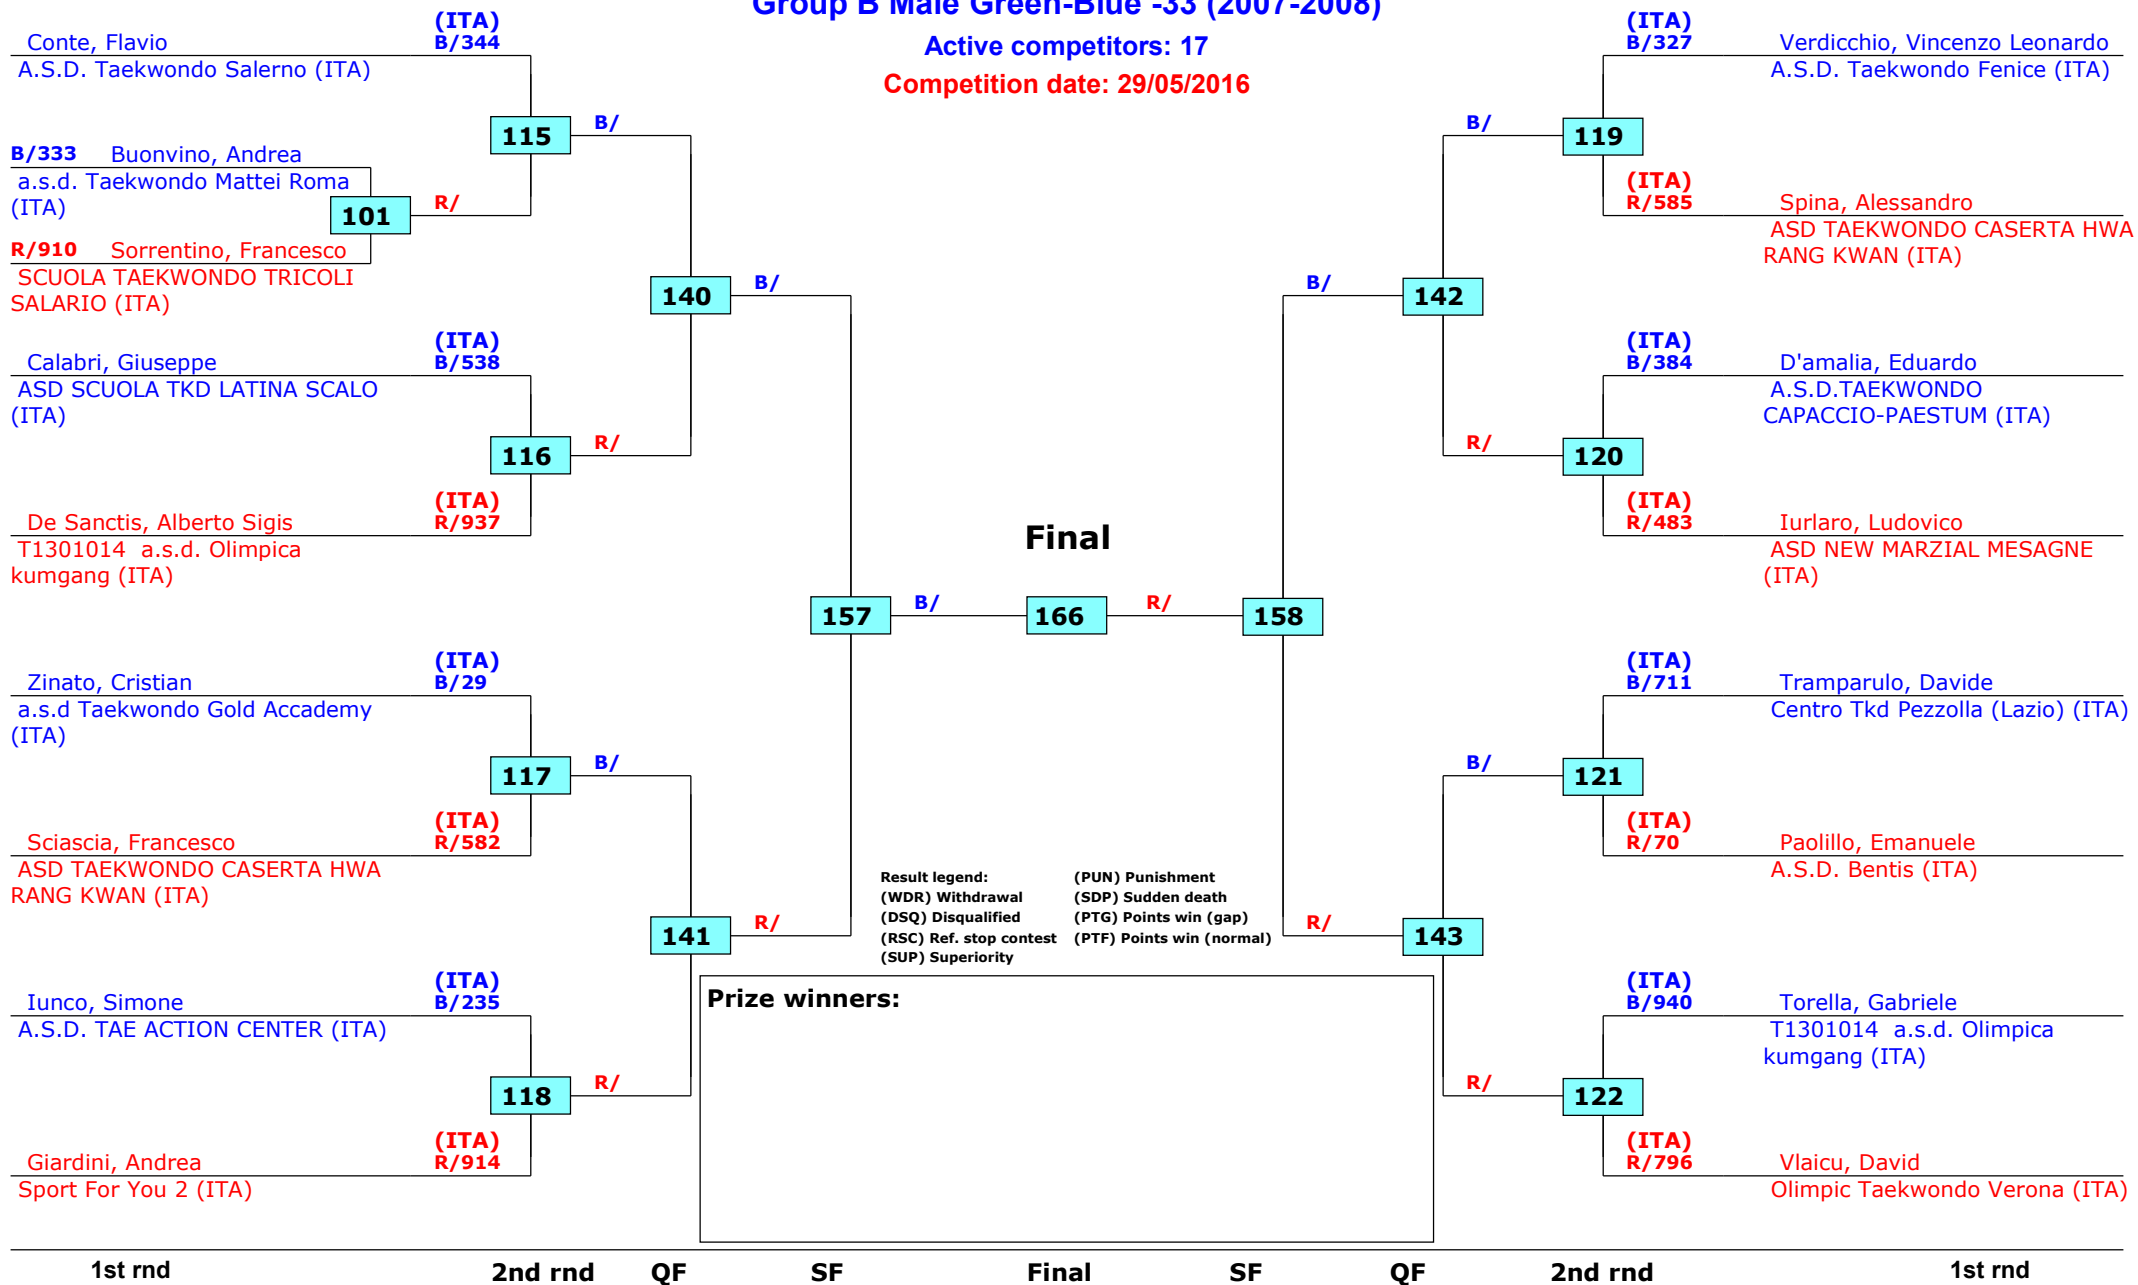 Group B Male Green-Blue -33 (2007-2008)
Active competitors: 17
Competition date: 29/05/2016
(ITA)
Conte, Flavio B/344
A.S.D. Taekwondo Salerno (ITA)
115
B/
B/333 Buonvino, Andrea
a.s.d. Taekwondo Mattei Roma
(ITA)
101
R/
R/910 Sorrentino, Francesco
SCUOLA TAEKWONDO TRICOLI
SALARIO (ITA)
140
B/
(ITA)
Calabri, Giuseppe B/538
ASD SCUOLA TKD LATINA SCALO
(ITA)
116
R/
(ITA)
De Sanctis, Alberto Sigis R/937
T1301014 a.s.d. Olimpica
kumgang (ITA)
157
B/
(ITA)
Zinato, Cristian B/29
a.s.d Taekwondo Gold Accademy
(ITA)
117
B/
(ITA)
Sciascia, Francesco R/582
ASD TAEKWONDO CASERTA HWA
RANG KWAN (ITA)
141
R/
(ITA)
Iunco, Simone B/235
A.S.D. TAE ACTION CENTER (ITA)
118
R/
(ITA)
Giardini, Andrea R/914
Sport For You 2 (ITA)
Final
166
R/
158
(ITA)
B/327 Verdicchio, Vincenzo Leonardo
A.S.D. Taekwondo Fenice (ITA)
B/
119
(ITA)
R/585 Spina, Alessandro
ASD TAEKWONDO CASERTA HWA
RANG KWAN (ITA)
B/
142
(ITA)
B/384 D'amalia, Eduardo
A.S.D.TAEKWONDO
CAPACCIO-PAESTUM (ITA)
R/
120
(ITA)
R/483 Iurlaro, Ludovico
ASD NEW MARZIAL MESAGNE
(ITA)
(ITA)
B/711 Tramparulo, Davide
Centro Tkd Pezzolla (Lazio) (ITA)
B/
121
(ITA)
R/70 Paolillo, Emanuele
A.S.D. Bentis (ITA)
R/
143
(ITA)
B/940 Torella, Gabriele
T1301014 a.s.d. Olimpica
kumgang (ITA)
R/
122
(ITA)
R/796 Vlaicu, David
Olimpic Taekwondo Verona (ITA)
Result legend: (PUN) Punishment
(WDR) Withdrawal (SDP) Sudden death
(DSQ) Disqualified (PTG) Points win (gap)
(RSC) Ref. stop contest (PTF) Points win (normal)
(SUP) Superiority
Prize winners:
1st rnd 2nd rnd QF SF Final SF QF 2nd rnd 1st rnd